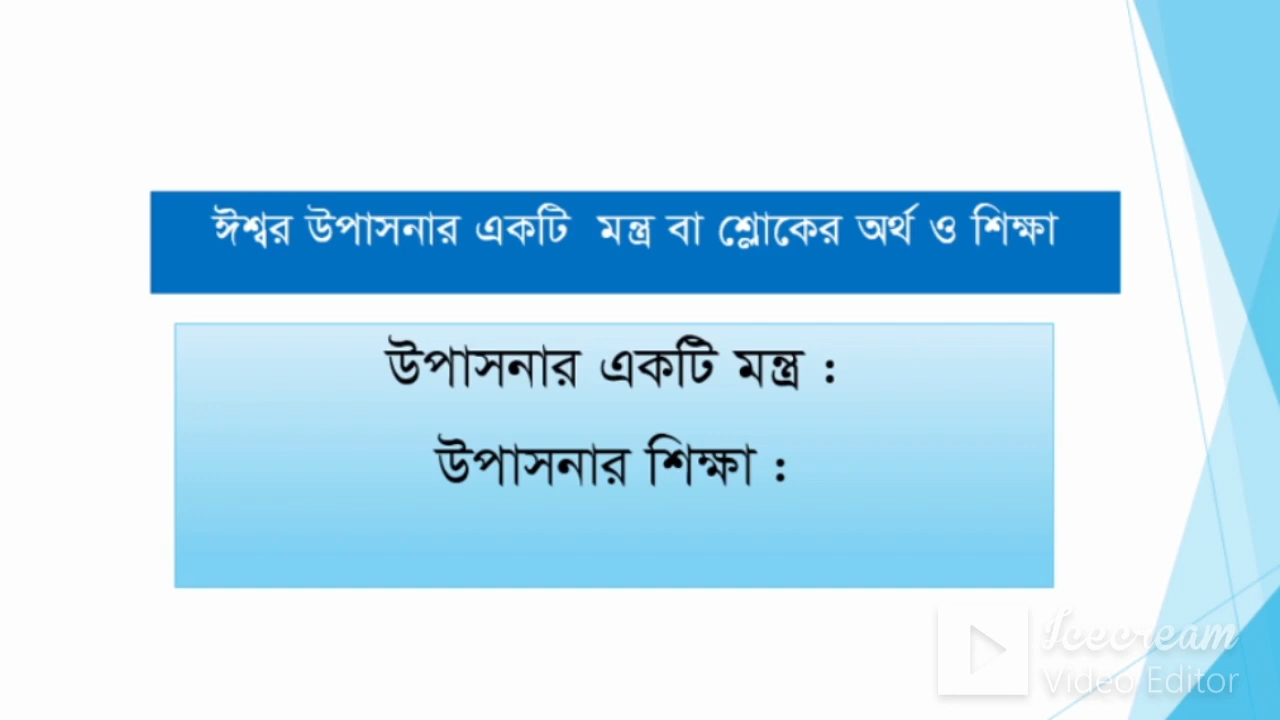 ঈশ্বর উপাসনার একটি মন্ত্র বা শ্লোকের অর্থ ও শিক্ষা
উপাসনার একটি মন্ত্র :
উপাসনার শিক্ষা :
Icecream
Video Editor